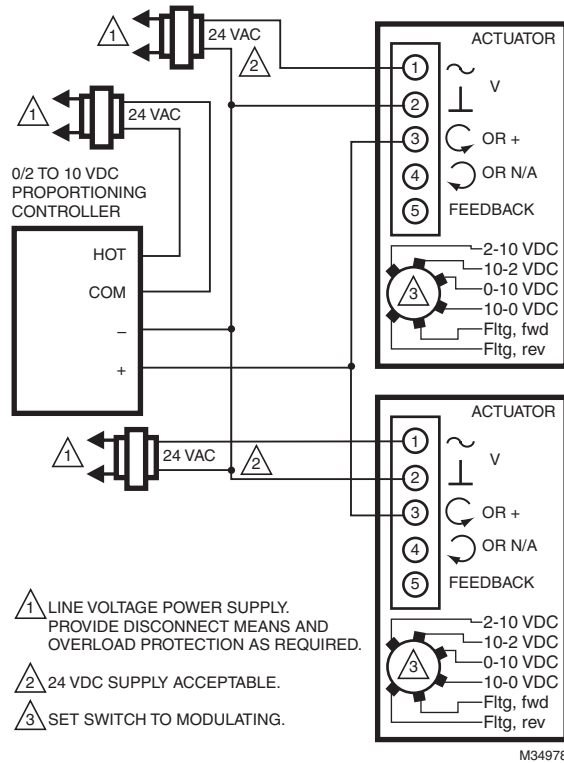 1
24 VAC
2
ACTUATOR
1
V
2
3
OR +
4
OR N/A
5
FEEDBACK
2-10 VDC
10-2 VDC
0-10 VDC
10-0 VDC
Fltg, fwd
Fltg, rev
3
1
24 VAC
0/2 TO 10 VDC
PROPORTIONING
CONTROLLER
HOT
COM
–
+
1
24 VAC
2
ACTUATOR
1
V
2
3
OR +
4
OR N/A
5
FEEDBACK
2-10 VDC
10-2 VDC
0-10 VDC
10-0 VDC
Fltg, fwd
Fltg, rev
3
1 LINE VOLTAGE POWER SUPPLY.
PROVIDE DISCONNECT MEANS AND
OVERLOAD PROTECTION AS REQUIRED.
2 24 VDC SUPPLY ACCEPTABLE.
3 SET SWITCH TO MODULATING.
M34978